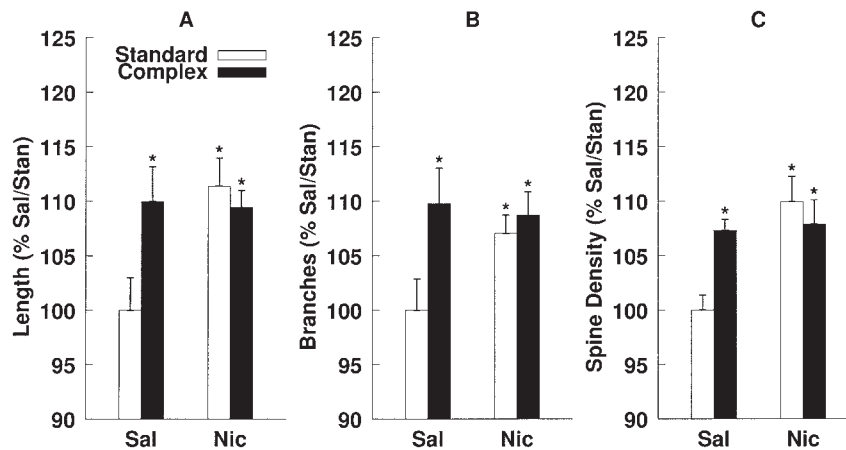 A
Length (% Sal/Stan)
125
120
115
110
105
100
95
90
Standard
Complex
*
*
*
Sal
Nic
B
Branches (% Sal/Stan)
125
120
115
110
105
100
95
90
*
*
*
Sal
Nic
C
Spine Density (% Sal/Stan)
125
120
115
110
105
100
95
90
*
*
*
Sal
Nic